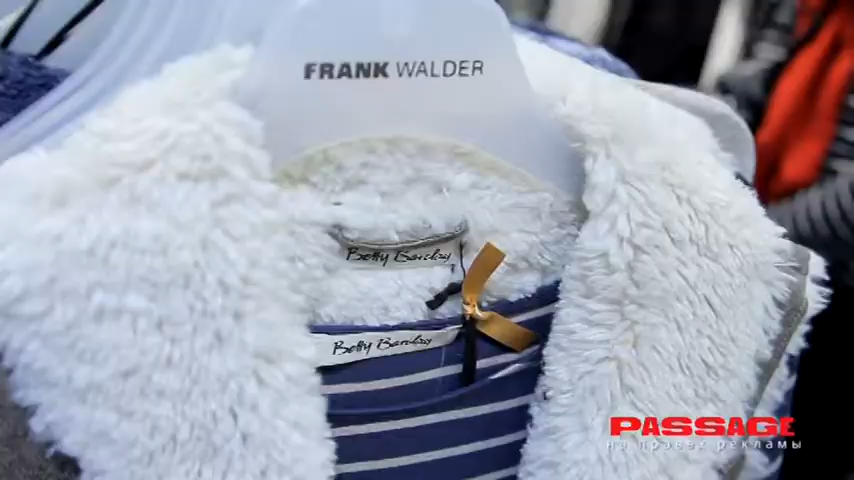 FRANK WALDER
Betty Barclay
Betty Barclay
PASSAGE
на правах рекламы